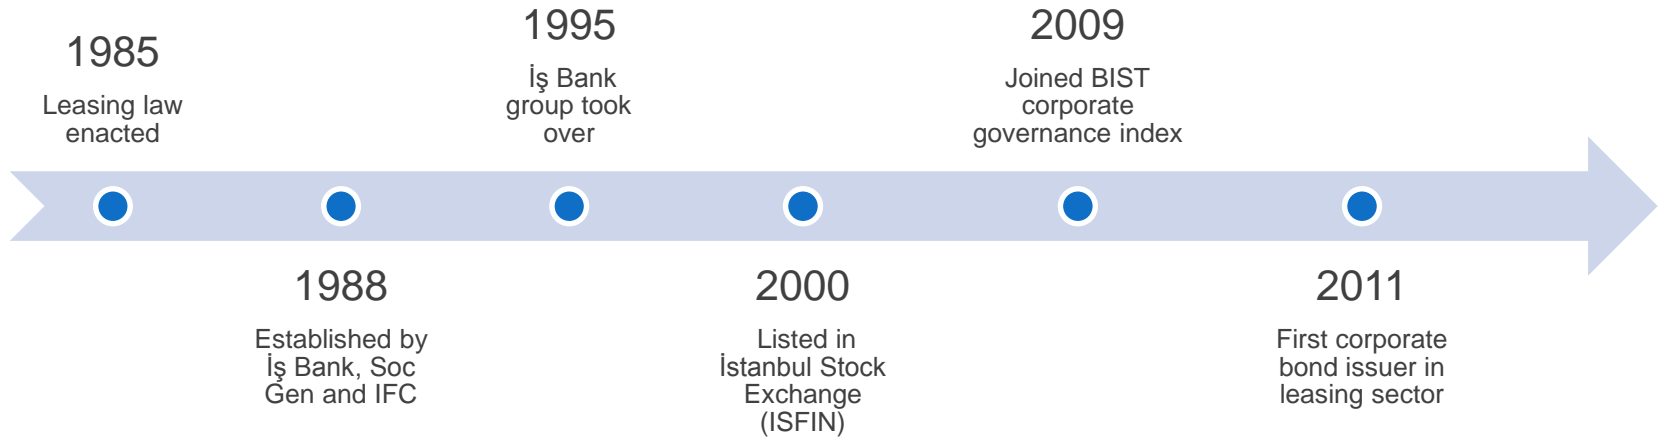 1985
Leasing law
enacted
1988
Established by
İş Bank, Soc
Gen and IFC
1995
İş Bank
group took
over
2000
Listed in
İstanbul Stock
Exchange
(ISFIN)
2009
Joined BIST
corporate
governance index
2011
First corporate
bond issuer in
leasing sector